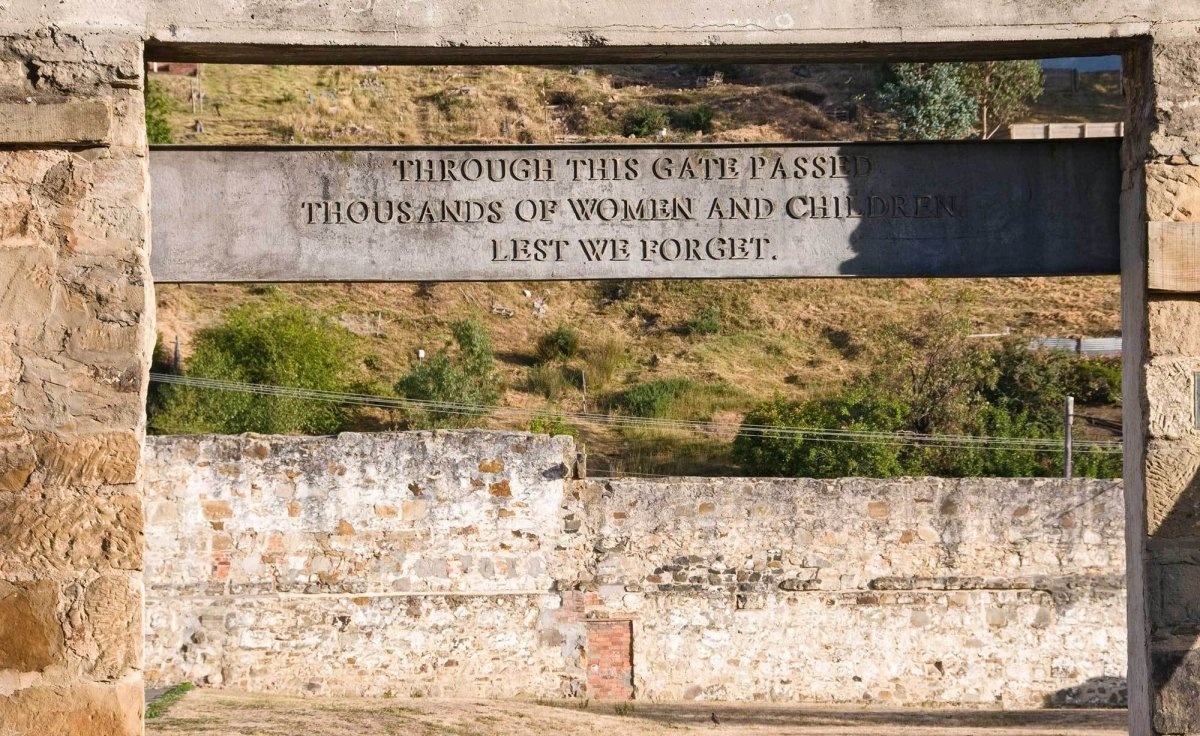 THROUGH THIS GATE PASSED
THOUSANDS OF WOMEN AND CHILDREN
LEST WE FORGET.